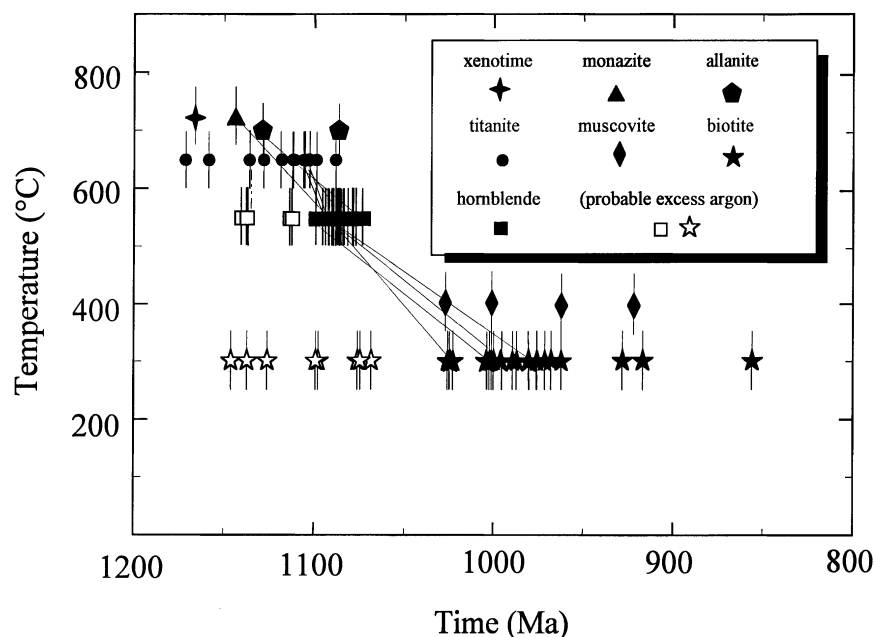 800
600
400
200
Temperature (°C)
xenotime monazite allanite
titanite muscovite biotite
hornblende (probable excess argon)
1200 1100 1000 900 800
Time (Ma)